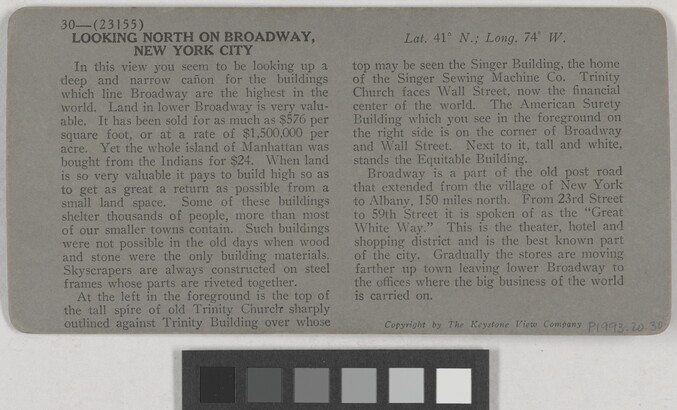 30—(23155)
LOOKING NORTH ON BROADWAY,
NEW YORK CITY
In this view you seem to be looking up a
deep and narrow cañon for the buildings
which line Broadway are the highest in the
world. Land in lower Broadway is very valu-
able. It has been sold for as much as $576 per
square foot, or at a rate of $1,500,000 per
acre. Yet the whole island of Manhattan was
bought from the Indians for $24. When land
is so very valuable it pays to build high so as
to get as great a return as possible from a
small land space. Some of these buildings
shelter thousands of people, more than most
of our smaller towns contain. Such buildings
were not possible in the old days when wood
and stone were the only building materials.
Skyscrapers are always constructed on steel
frames whose parts are riveted together.
At the left in the foreground is the top of
the tall spire of old Trinity Church sharply
outlined against Trinity Building over whose
Lat. 41° N.; Long. 74° W.
top may be seen the Singer Building, the home
of the Singer Sewing Machine Co. Trinity
Church faces Wall Street, now the financial
center of the world. The American Surety
Building which you see in the foreground on
the right side is on the corner of Broadway
and Wall Street. Next to it, tall and white,
stands the Equitable Building.
Broadway is a part of the old post road
that extended from the village of New York
to Albany, 150 miles north. From 23rd Street
to 59th Street it is spoken of as the "Great
White Way." This is the theater, hotel and
shopping district and is the best known part
of the city. Gradually the stores are moving
farther up town leaving lower Broadway to
the offices where the big business of the world
is carried on.
Copyright by The Keystone View Company P1993.20.30